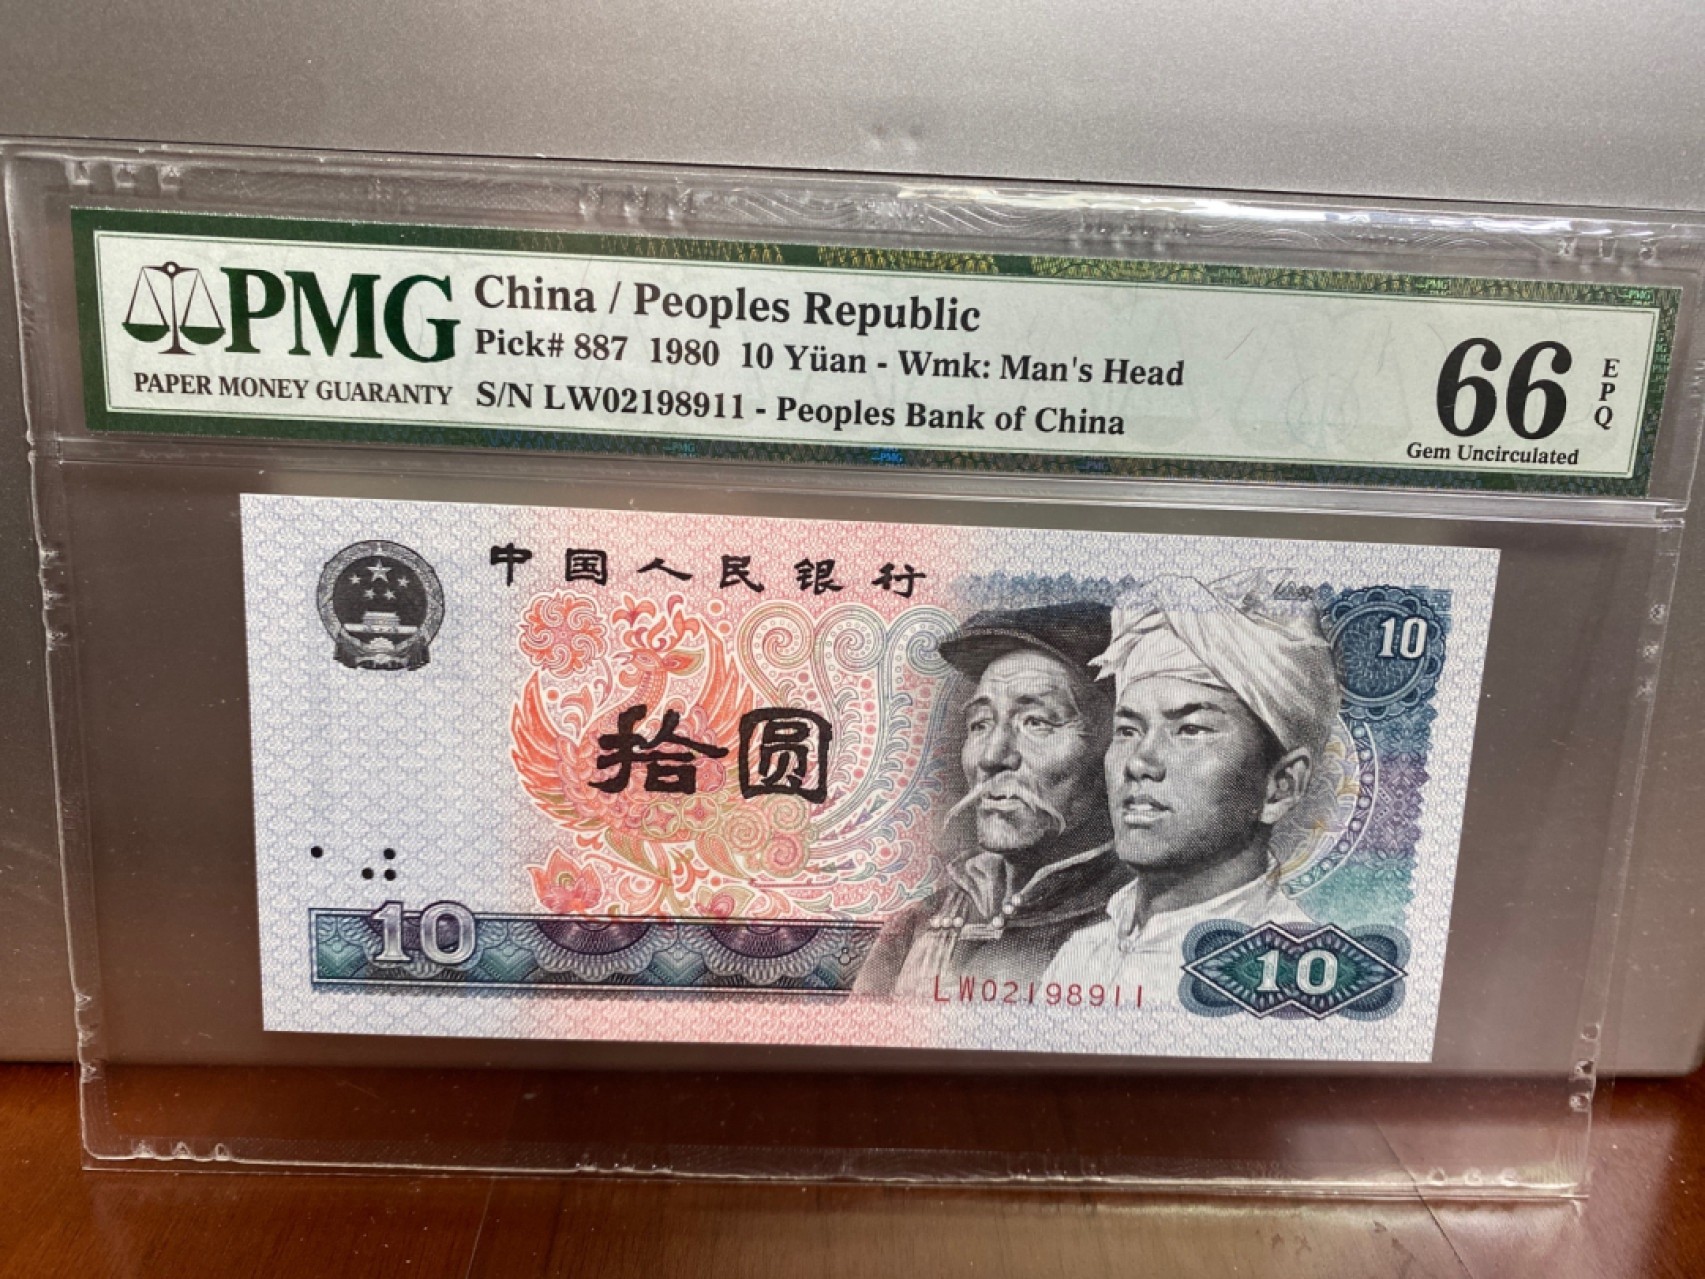 PMG
PAPER MONEY GUARANTY
China / Peoples Republic
Pick# 887 1980 10 Yüan - Wmk: Man's Head
S/N LW02198911 - Peoples Bank of China
66
EPQ
Gem Uncirculated
中国人民银行
10
拾圆
10
LW02198911
10